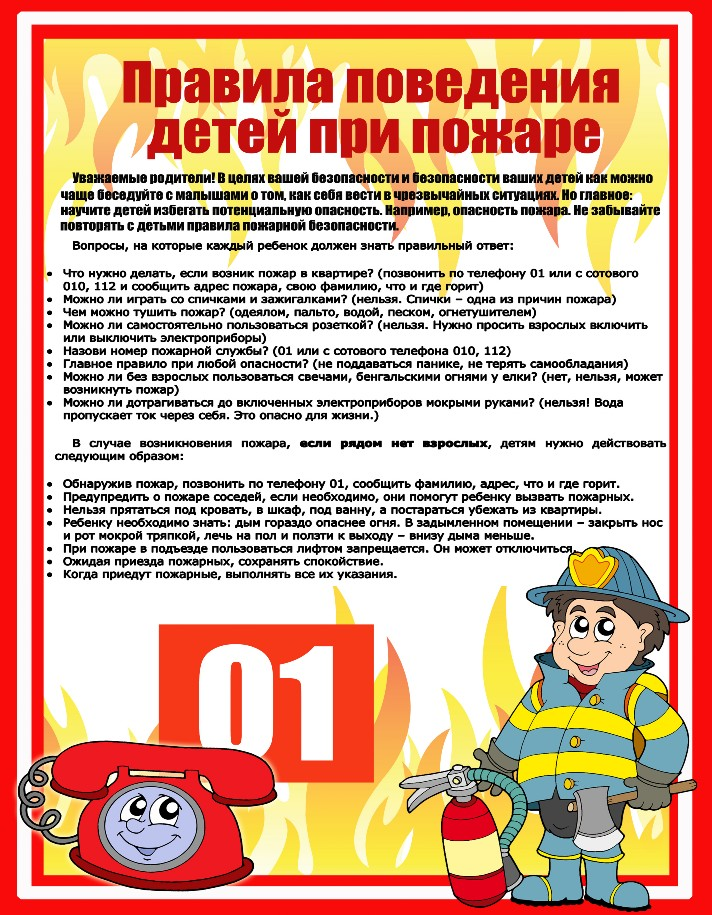 Правила поведения
детей при пожаре
Уважаемые родители! В целях вашей безопасности и безопасности ваших детей как можно
чаще беседуйте с малышами о том, как себя вести в чрезвычайных ситуациях. Но главное:
научите детей избегать потенциальную опасность. Например, опасность пожара. Не забывайте
повторять с детьми правила пожарной безопасности.
Вопросы, на которые каждый ребенок должен знать правильный ответ:
• Что нужно делать, если возник пожар в квартире? (позвонить по телефону 01 или с сотового
010, 112 и сообщить адрес пожара, свою фамилию, что и где горит)
• Можно ли играть со спичками и зажигалками? (нельзя. Спички – одна из причин пожара)
• Чем можно тушить пожар? (одеялом, пальто, водой, песком, огнетушителем)
• Можно ли самостоятельно пользоваться розеткой? (нельзя. Нужно просить взрослых включить
или выключить электроприборы)
• Назови номер пожарной службы? (01 или с сотового телефона 010, 112)
• Главное правило при любой опасности? (не поддаваться панике, не терять самообладания)
• Можно ли без взрослых пользоваться свечами, бенгальскими огнями у елки? (нет, нельзя, может
возникнуть пожар)
• Можно ли дотрагиваться до включенных электроприборов мокрыми руками? (нельзя! Вода
пропускает ток через себя. Это опасно для жизни.)
В случае возникновения пожара, если рядом нет взрослых, детям нужно действовать
следующим образом:
• Обнаружив пожар, позвонить по телефону 01, сообщить фамилию, адрес, что и где горит.
• Предупредить о пожаре соседей, если необходимо, они помогут ребенку вызвать пожарных.
• Нельзя прятаться под кровать, в шкаф, под ванну, а постараться убежать из квартиры.
• Ребенку необходимо знать: дым гораздо опаснее огня. В задымленном помещении – закрыть нос
и рот мокрой тряпкой, лечь на пол и ползти к выходу – внизу дыма меньше.
• При пожаре в подъезде пользоваться лифтом запрещается. Он может отключиться.
• Ожидая приезда пожарных, сохранять спокойствие.
• Когда приедут пожарные, выполнять все их указания.
01